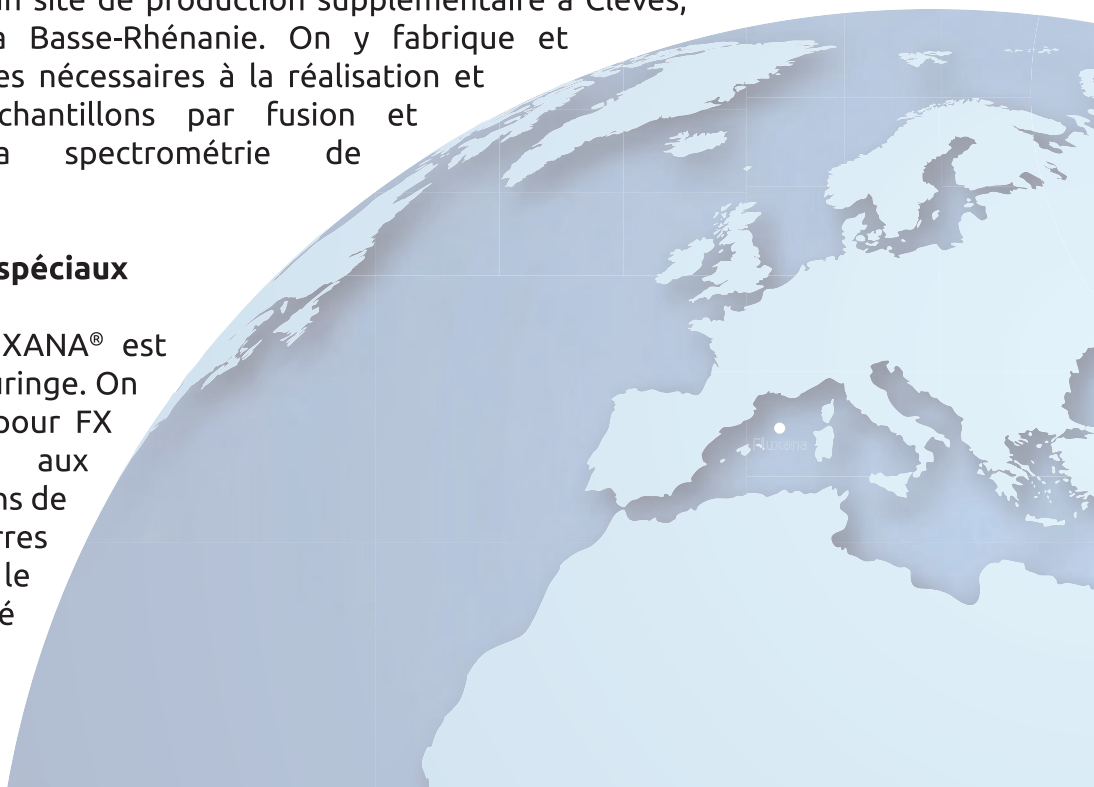 un site de production supplémentaire à Clèves,
a Basse-Rhénanie. On y fabrique et
es nécessaires à la réalisation et
chantillons par fusion et
a spectrométrie de
spéciaux
XANA® est
uringe. On
pour FX
aux
ns de
rres
le
é
Fluxana